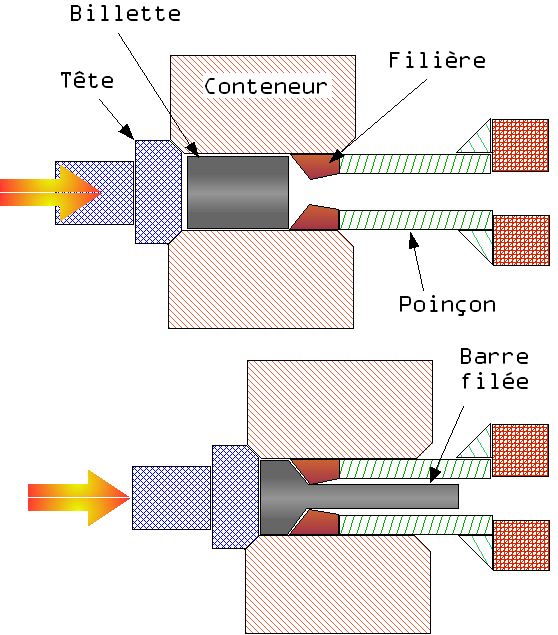 Billette
Tête
Filière
Conteneur
Poinçon
Barre
filée